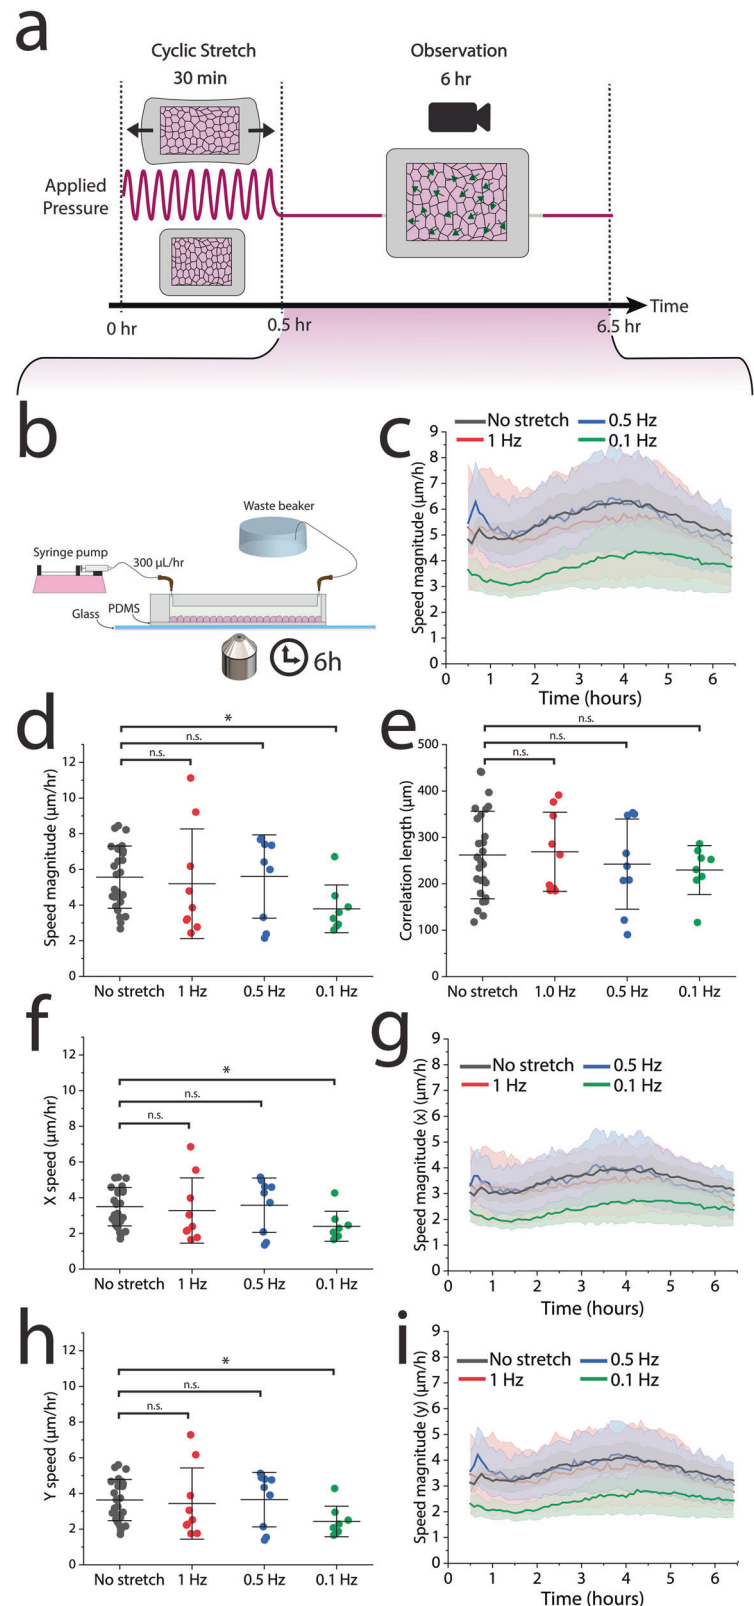 a
Cyclic Stretch
30 min
Observation
6 hr
Applied
Pressure
Time
0 hr
0.5 hr
6.5 hr
b
Waste beaker
Syringe pump
300 µL/hr
PDMS
Glass
6h
c
No stretch
0.5 Hz
1 Hz
0.1 Hz
Speed magnitude (µm/h)
9
8
7
6
5
4
3
2
1
0
1 2 3 4 5 6
Time (hours)
d
*
n.s.
n.s.
Speed magnitude (µm/hr)
12
10
8
6
4
2
0
No stretch 1 Hz 0.5 Hz 0.1 Hz
e
n.s.
n.s.
n.s.
Correlation length (µm)
500
400
300
200
100
0
No stretch 1.0 Hz 0.5 Hz 0.1 Hz
f
*
n.s.
n.s.
X speed (µm/hr)
12
10
8
6
4
2
0
No stretch 1 Hz 0.5 Hz 0.1 Hz
g
No stretch
0.5 Hz
1 Hz
0.1 Hz
Speed magnitude (x) (µm/h)
9
8
7
6
5
4
3
2
1
0
0 1 2 3 4 5 6
Time (hours)
h
*
n.s.
n.s.
Y speed (µm/hr)
12
10
8
6
4
2
0
No stretch 1 Hz 0.5 Hz 0.1 Hz
i
No stretch
0.5 Hz
1 Hz
0.1 Hz
Speed magnitude (y) (µm/h)
9
8
7
6
5
4
3
2
1
0
0 1 2 3 4 5 6
Time (hours)